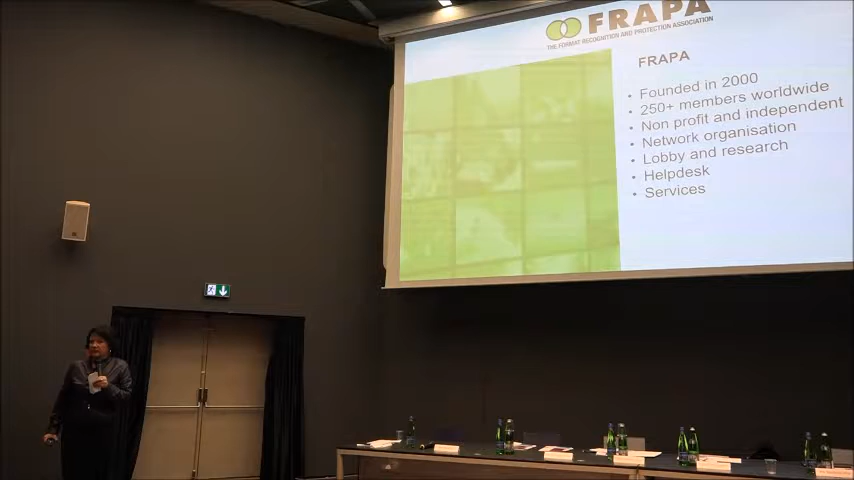 FRAPA
THE FORMAT RECOGNITION AND PROTECTION ASSOCIATION
FRAPA
• Founded in 2000
• 250+ members worldwide
• Non profit and independent
• Network organisation
• Lobby and research
• Helpdesk
• Services